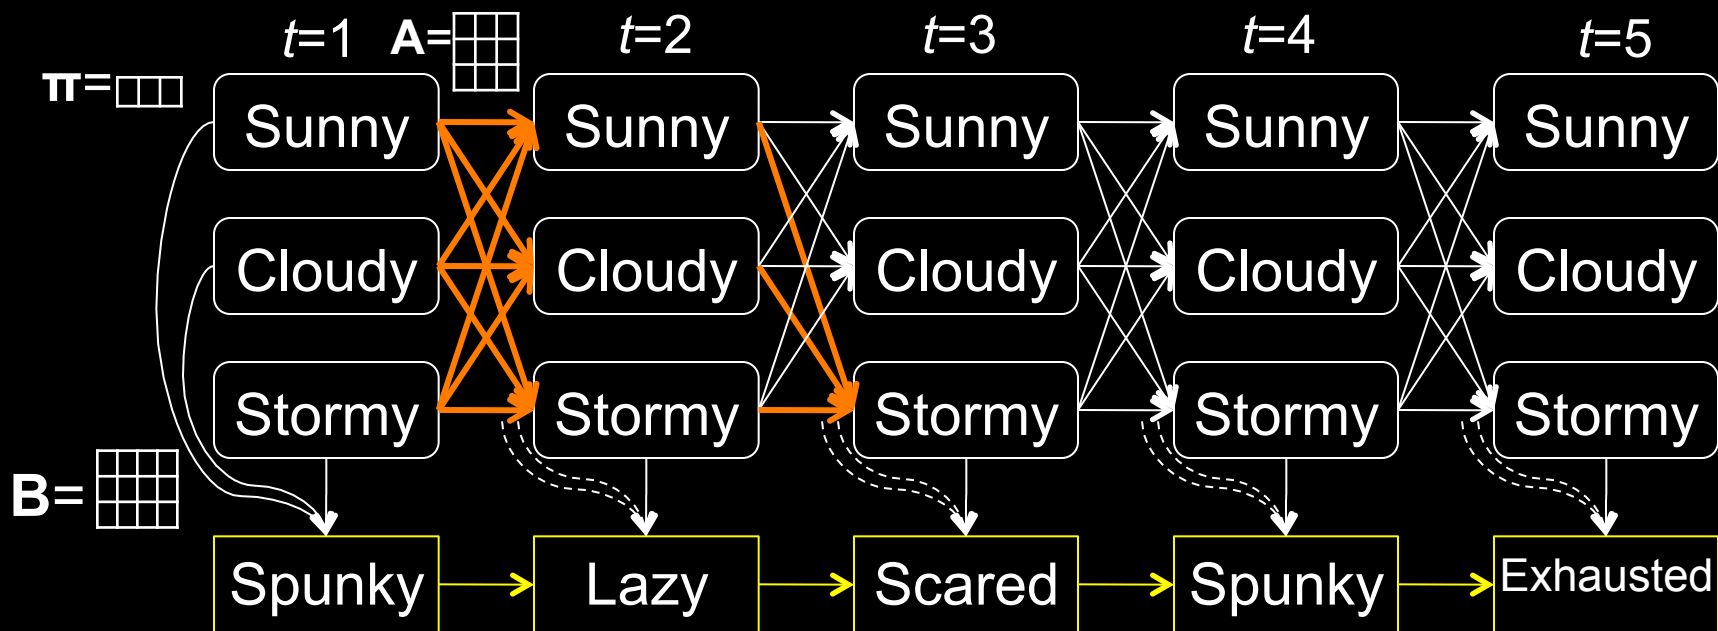 t=1 A= t=2 t=3 t=4 t=5
π=
Sunny Sunny Sunny Sunny Sunny
Cloudy Cloudy Cloudy Cloudy Cloudy
Stormy Stormy Stormy Stormy Stormy
B=
Spunky Lazy Scared Spunky Exhausted